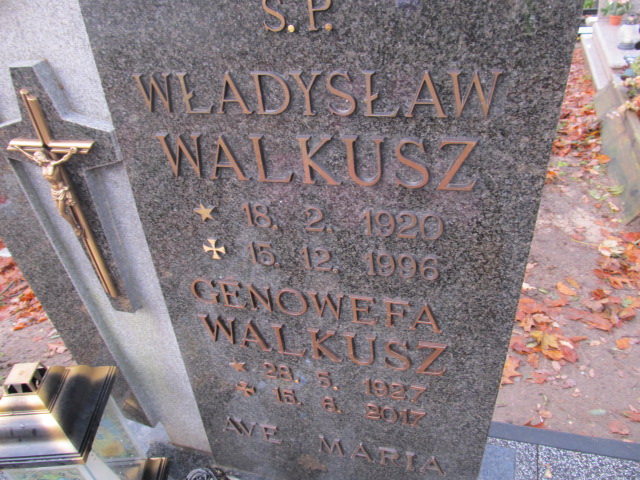 Ś.P.
WŁADYSŁAW
WALKUSZ
18. 2. 1920
15. 12. 1996
GENOWEFA
WALKUSZ
28. 5. 1927
15. 6. 2017
AVE MARIA